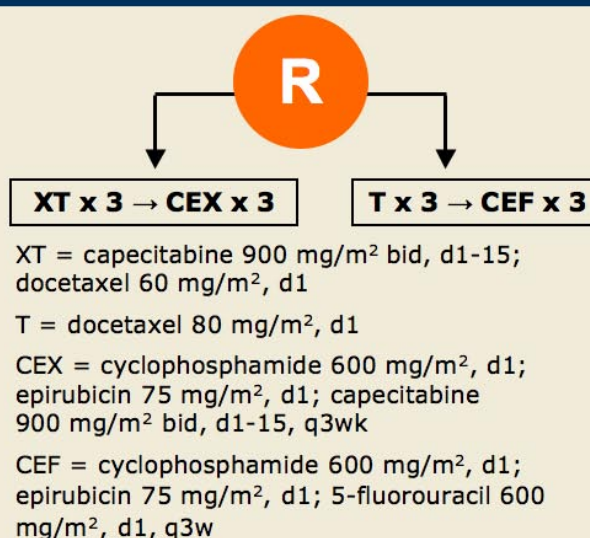 R
XT x 3 → CEX x 3
T x 3 → CEF x 3
XT = capecitabine 900 mg/m² bid, d1-15;
docetaxel 60 mg/m², d1
T = docetaxel 80 mg/m², d1
CEX = cyclophosphamide 600 mg/m², d1;
epirubicin 75 mg/m², d1; capecitabine
900 mg/m² bid, d1-15, q3wk
CEF = cyclophosphamide 600 mg/m², d1;
epirubicin 75 mg/m², d1; 5-fluorouracil 600
mg/m², d1, q3w